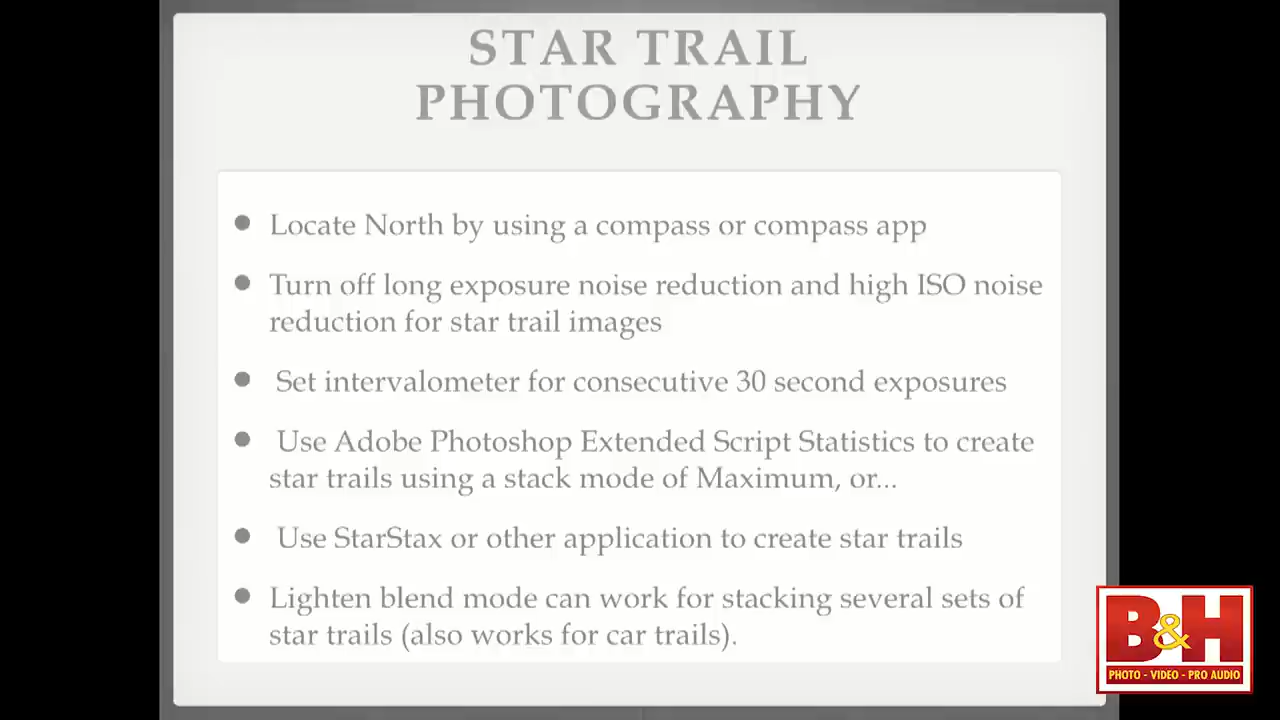 STAR TRAIL
PHOTOGRAPHY
Locate North by using a compass or compass app
Turn off long exposure noise reduction and high ISO noise
reduction for star trail images
Set intervalometer for consecutive 30 second exposures
Use Adobe Photoshop Extended Script Statistics to create
star trails using a stack mode of Maximum, or...
Use StarStax or other application to create star trails
Lighten blend mode can work for stacking several sets of
star trails (also works for car trails).
B&H
PHOTO - VIDEO - PRO AUDIO